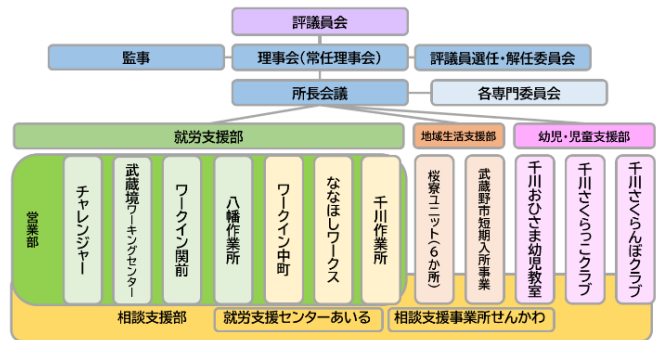 評議員会
監事
理事会(常任理事会)
評議員選任・解任委員会
所長会議
各専門委員会
就労支援部
地域生活支援部
幼児・児童支援部
営業部
チャレンジャー
武蔵境ワーキングセンター
ワークイン関前
八幡作業所
ワークイン中町
ななほしワークス
千川作業所
桜寮ユニット(6か所)
武蔵野市短期入所事業
千川おひさま幼児教室
千川さくらっこクラブ
千川さくらんぼクラブ
相談支援部
就労支援センターあいる
相談支援事業所せんかわ